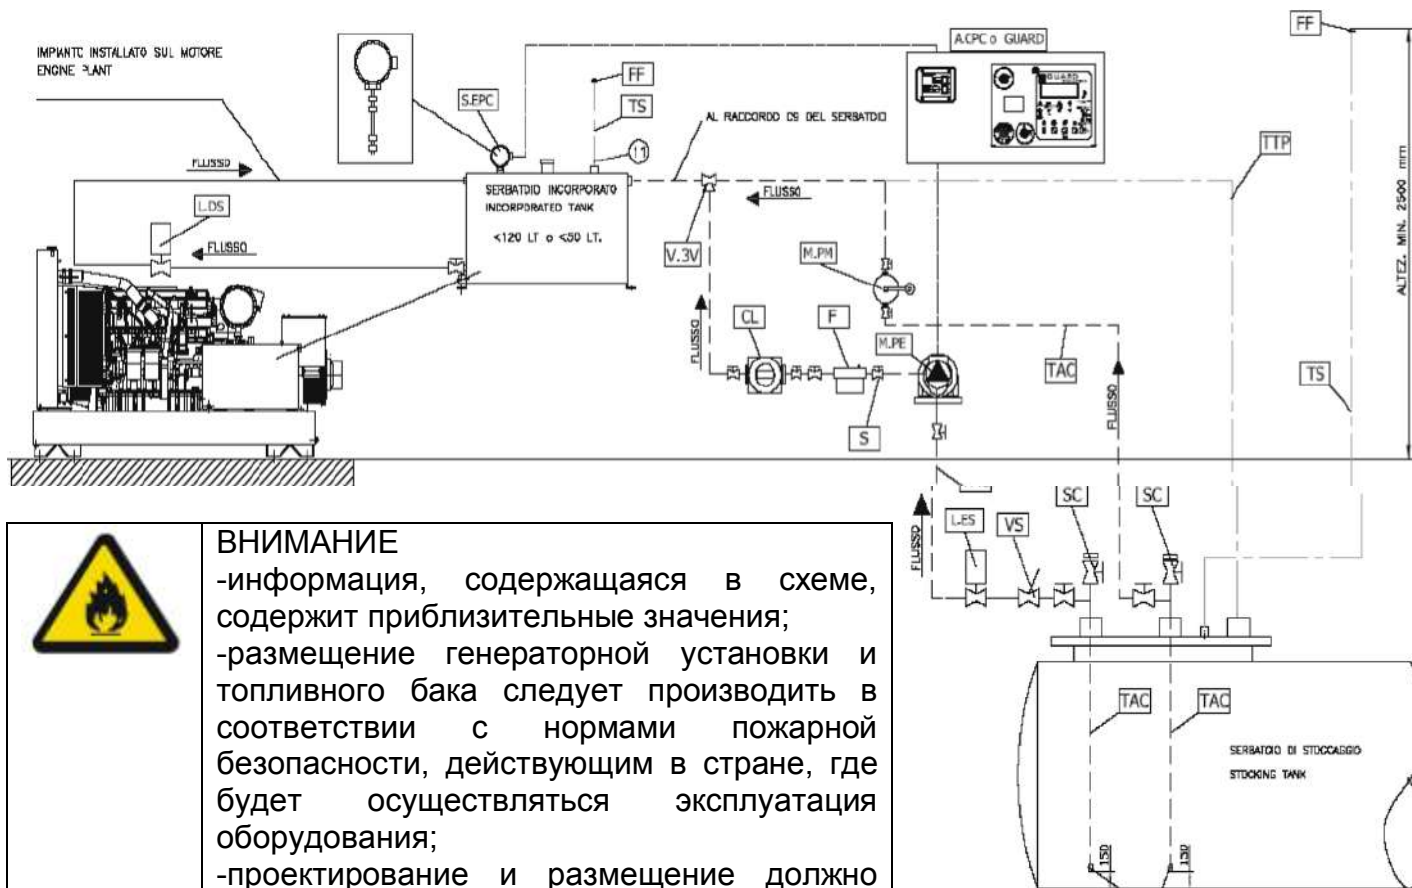 IMPIANTO INSTALLATO SUL MOTORE
ENGINE PLANT
FLUSSO
L.DS
FLUSSO
S.EPC
FF
TS
11
SERBATOIO INCORPORATO
INCORPORATED TANK
<120 LT o <50 LT.
A.CPC o GUARD
GUARD
AL RACCORDO DS DEL SERBATOIO
FLUSSO
V.3V
M.PM
FLUSSO
CL
F
M.PE
S
TAC
FLUSSO
TTP
FF
ALTEZ. MIN. 2500 mm
TS
FLUSSO
L-ES
VS
SC
SC
TAC
TAC
SERBATOIO DI STOCCAGGIO
STOCKING TANK
150
150
ВНИМАНИЕ
-информация, содержащаяся в схеме,
содержит приблизительные значения;
-размещение генераторной установки и
топливного бака следует производить в
соответствии с нормами пожарной
безопасности, действующим в стране, где
будет осуществляться эксплуатация
оборудования;
-проектирование и размещение должно